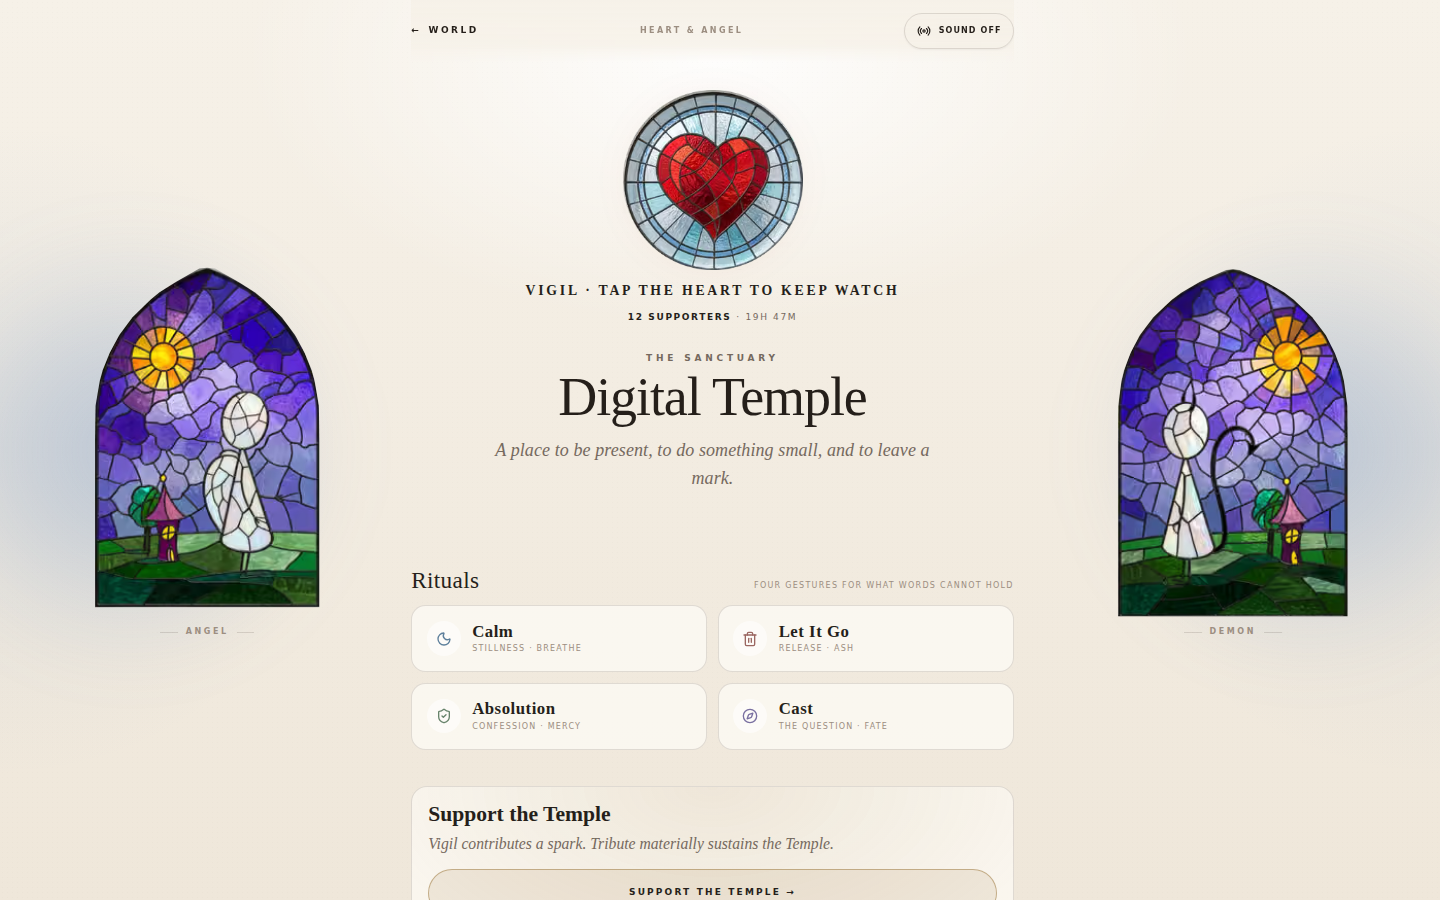 ← WORLD
HEART & ANGEL
SOUND OFF
VIGIL · TAP THE HEART TO KEEP WATCH
12 SUPPORTERS · 19H 47M
THE SANCTUARY
Digital Temple
A place to be present, to do something small, and to leave a
mark.
ANGEL
DEMON
Rituals
FOUR GESTURES FOR WHAT WORDS CANNOT HOLD
Calm
STILLNESS · BREATHE
Let It Go
RELEASE · ASH
Absolution
CONFESSION · MERCY
Cast
THE QUESTION · FATE
Support the Temple
Vigil contributes a spark. Tribute materially sustains the Temple.
SUPPORT THE TEMPLE →